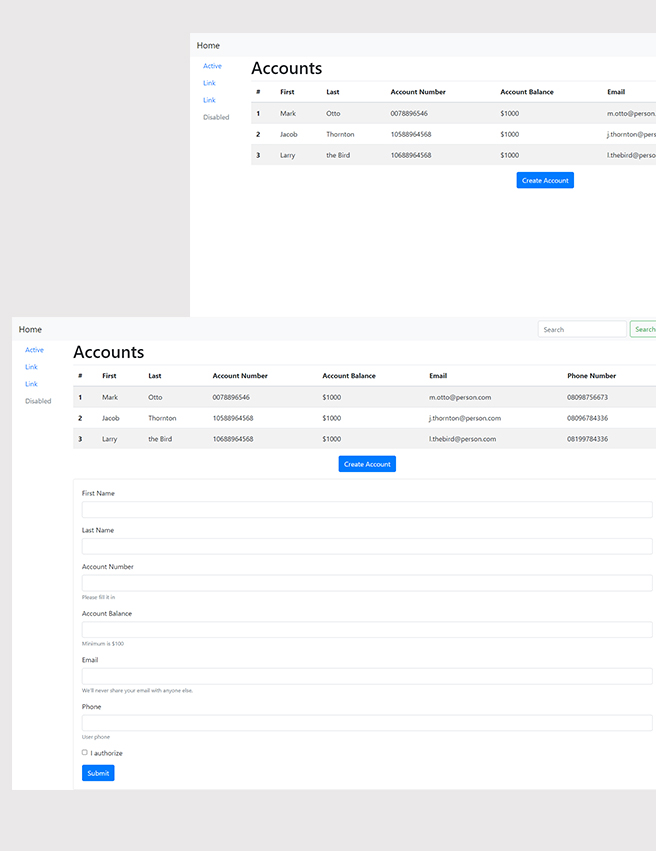 Home
Active
Link
Link
Disabled
Accounts
# First Last Account Number Account Balance Email
1 Mark Otto 0078896546 $1000 m.otto@person.
2 Jacob Thornton 10588964568 $1000 j.thornton@pers
3 Larry the Bird 10688964568 $1000 l.thebird@perso
Create Account
Home Search Search
Active
Link
Link
Disabled
Accounts
# First Last Account Number Account Balance Email Phone Number
1 Mark Otto 0078896546 $1000 m.otto@person.com 08098756673
2 Jacob Thornton 10588964568 $1000 j.thornton@person.com 08096784336
3 Larry the Bird 10688964568 $1000 l.thebird@person.com 08199784336
Create Account
First Name
Last Name
Account Number
Please fill it in
Account Balance
Minimum is $100
Email
We'll never share your email with anyone else.
Phone
User phone
I authorize
Submit